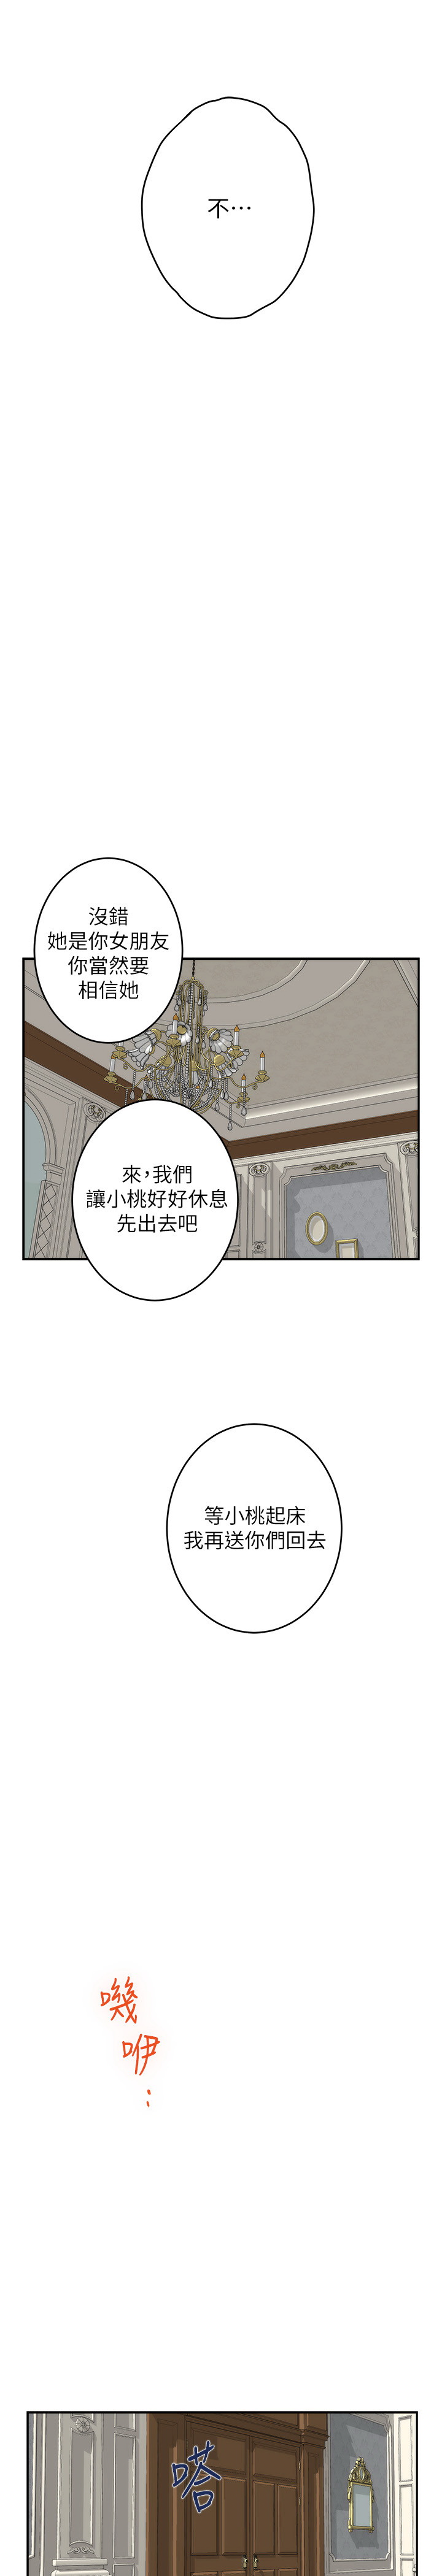 不⋯
沒錯
她是你女朋友
你當然要
相信她
來，我們
讓小桃好好休息
先出去吧
等小桃起床
我再送你們回去
嘰
咿
⋯
嗒